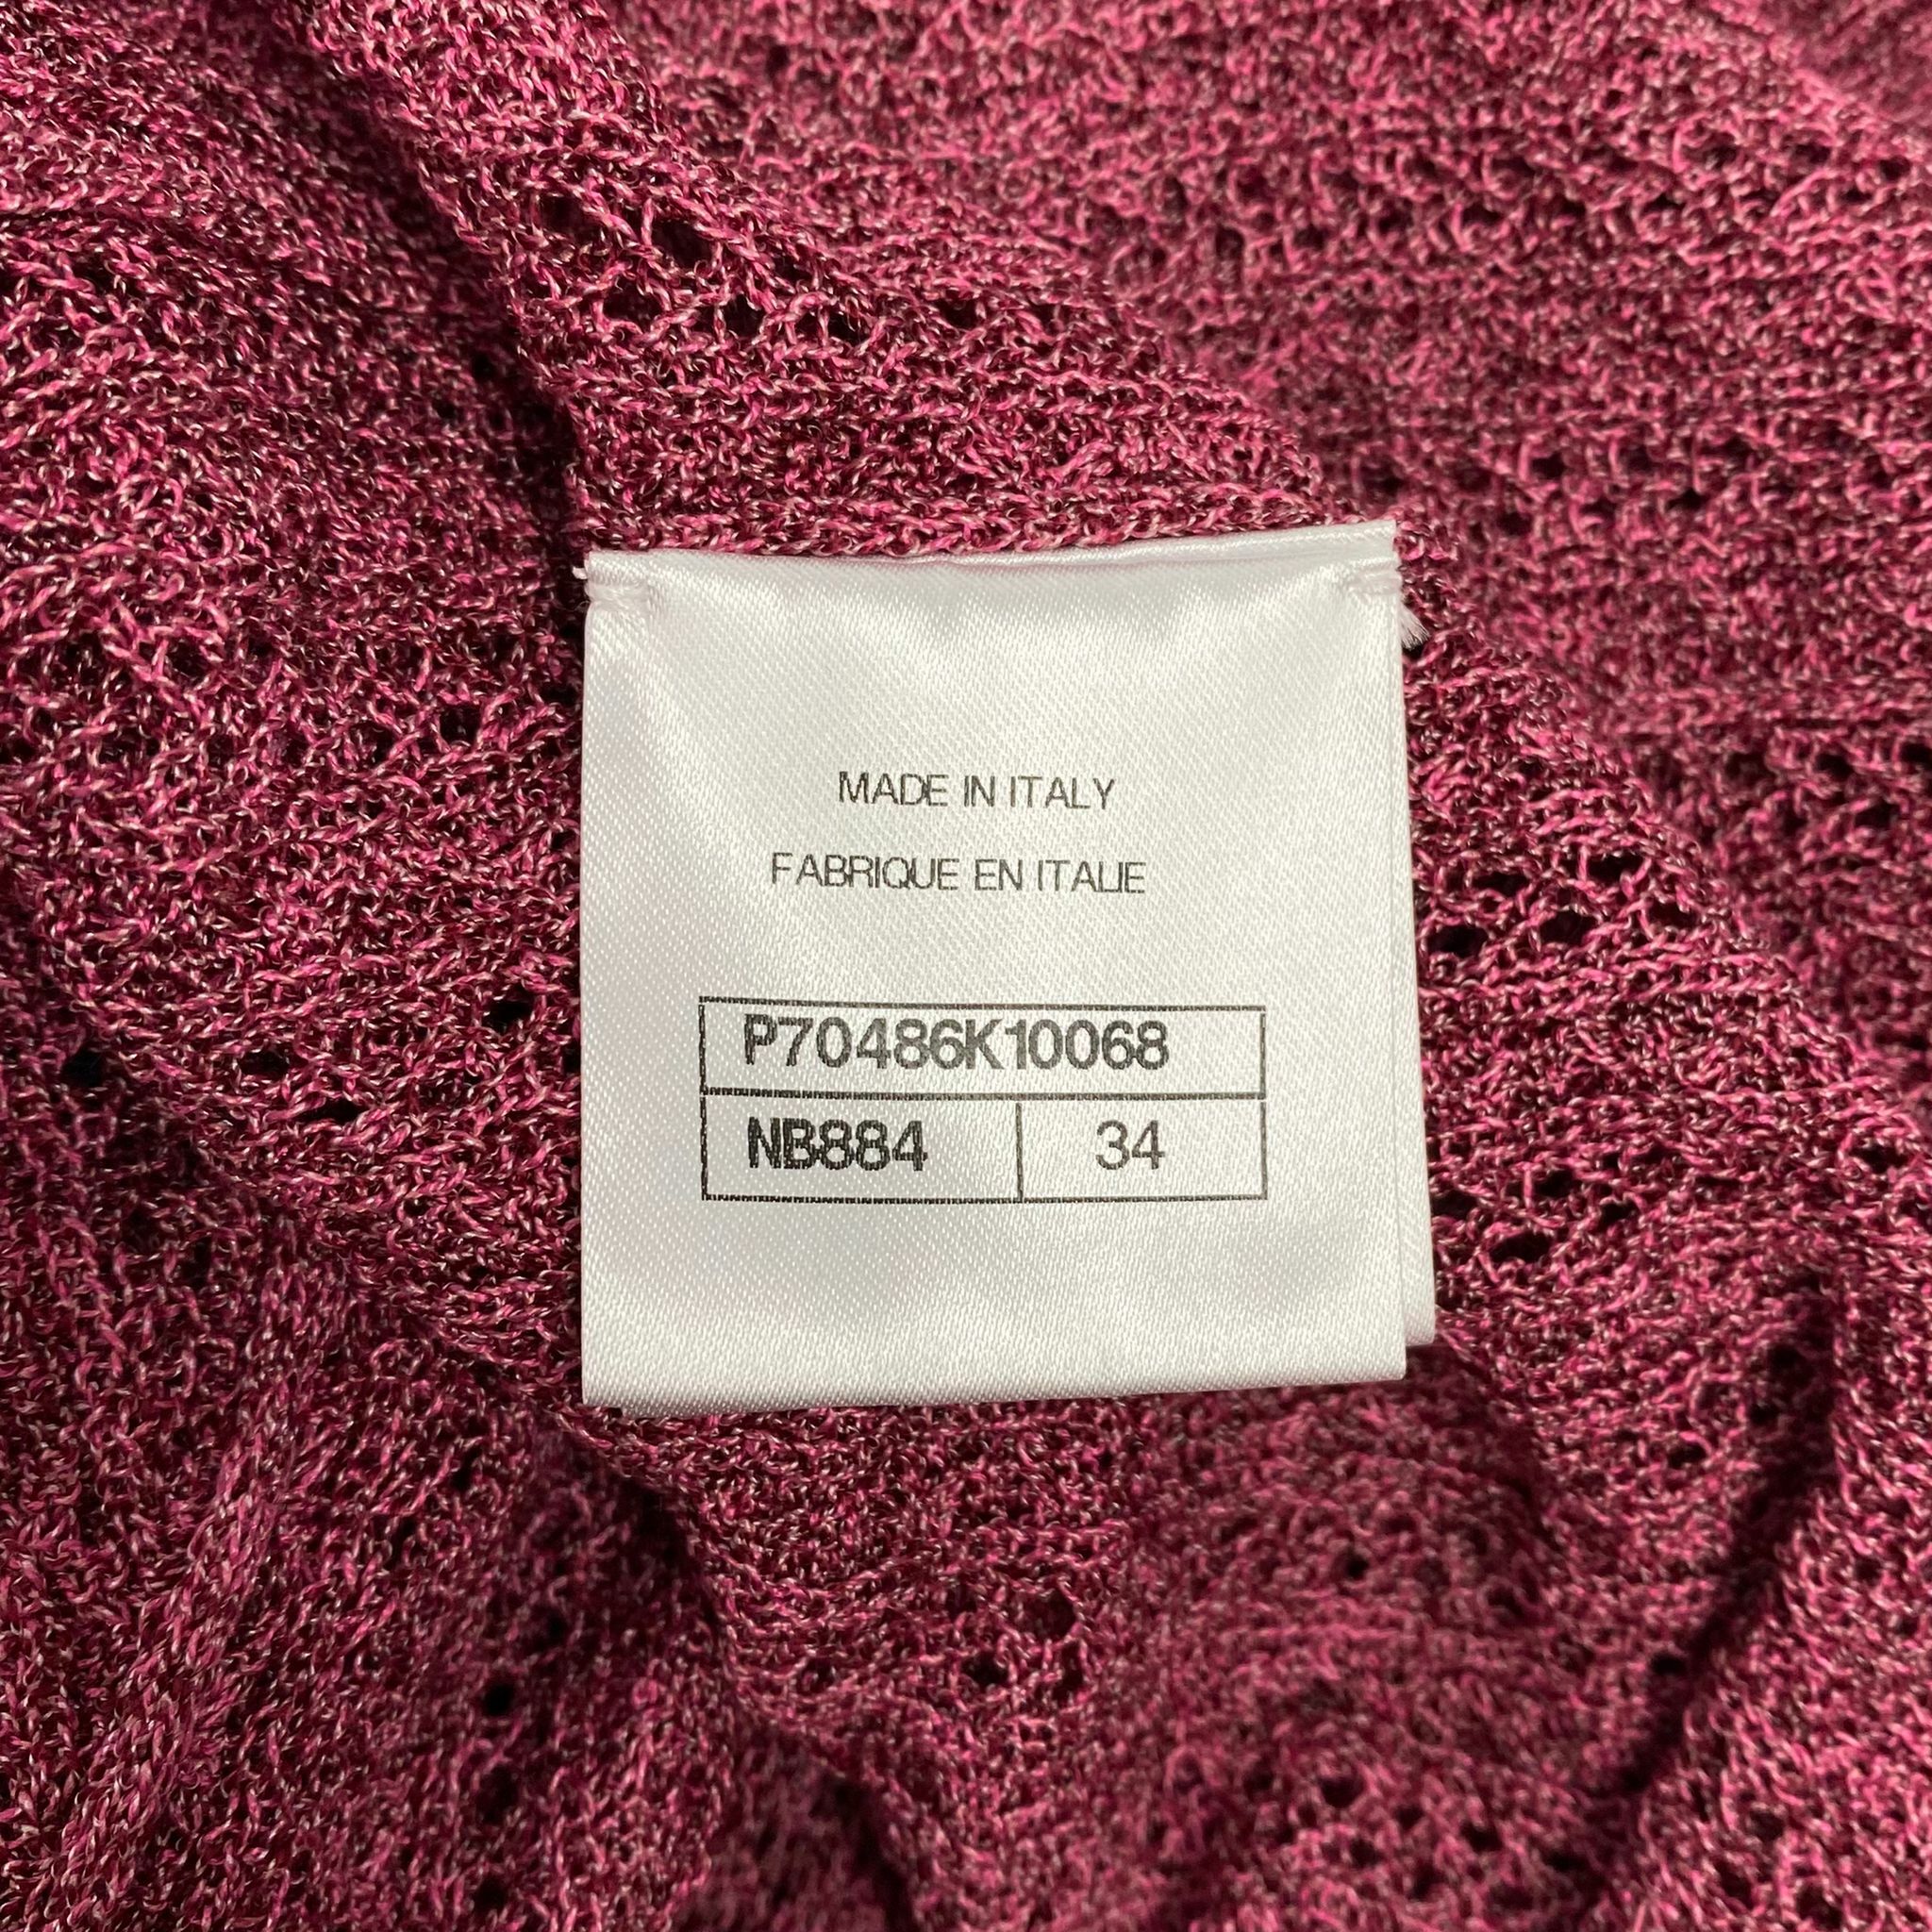 MADE IN ITALY
FABRIQUE EN ITALIE
P70486K10068
NB884 34